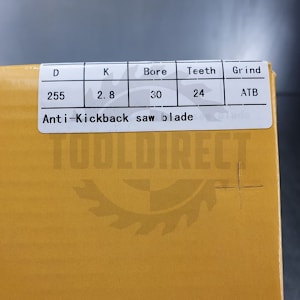 D K Bore Teeth Grind
255 2.8 30 24 ATB
Anti-Kickback saw blade
TOOLDIRECT